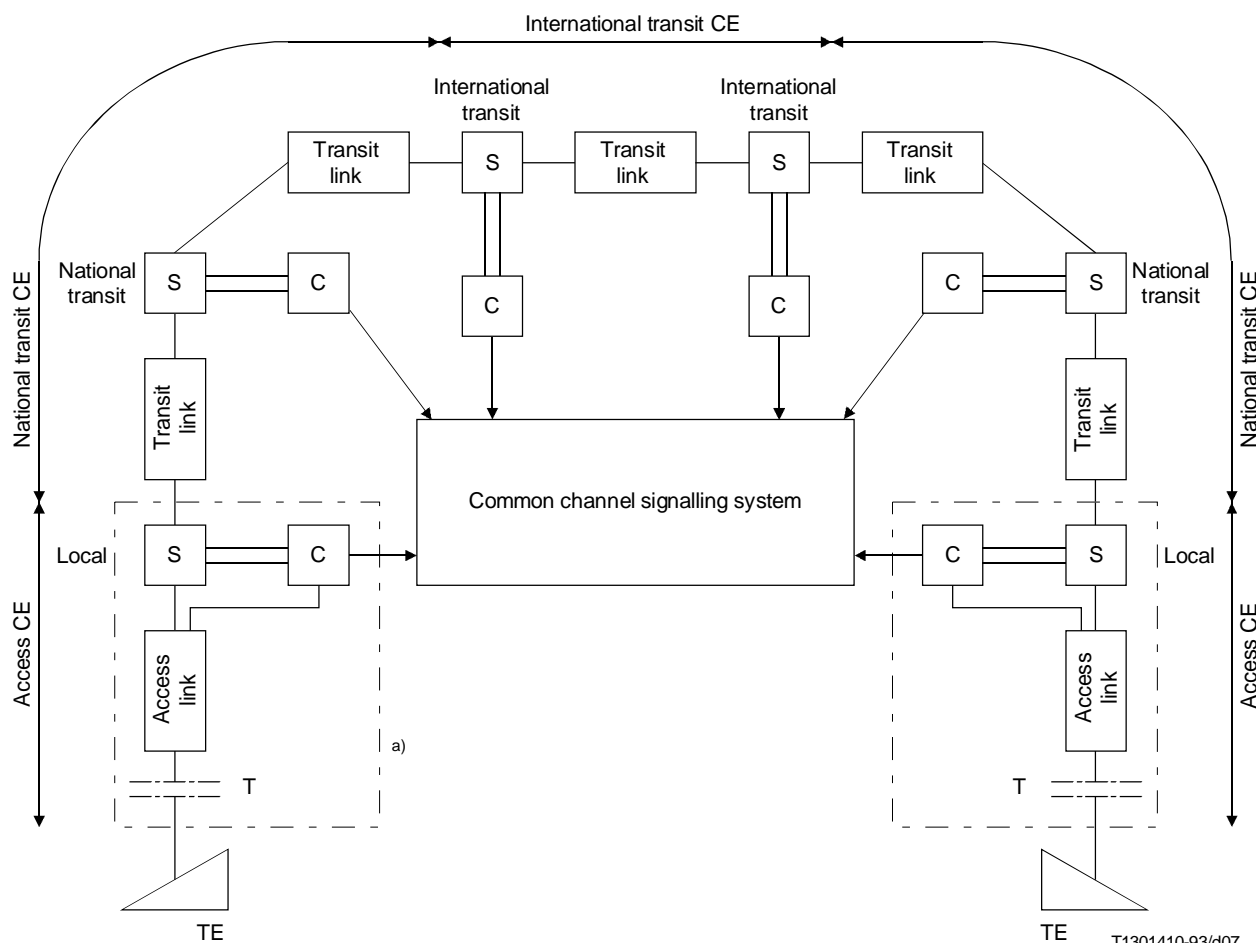 International transit CE
International
transit
International
transit
Transit
link
S
Transit
link
S
Transit
link
National
transit
S
C
C
C
C
S
National
transit
National transit CE
National transit CE
Transit
link
Transit
link
Common channel signalling system
Local
S
C
C
S
Local
Access CE
Access CE
Access
link
Access
link
a)
T
T
TE
TE
T1301410-93/d07